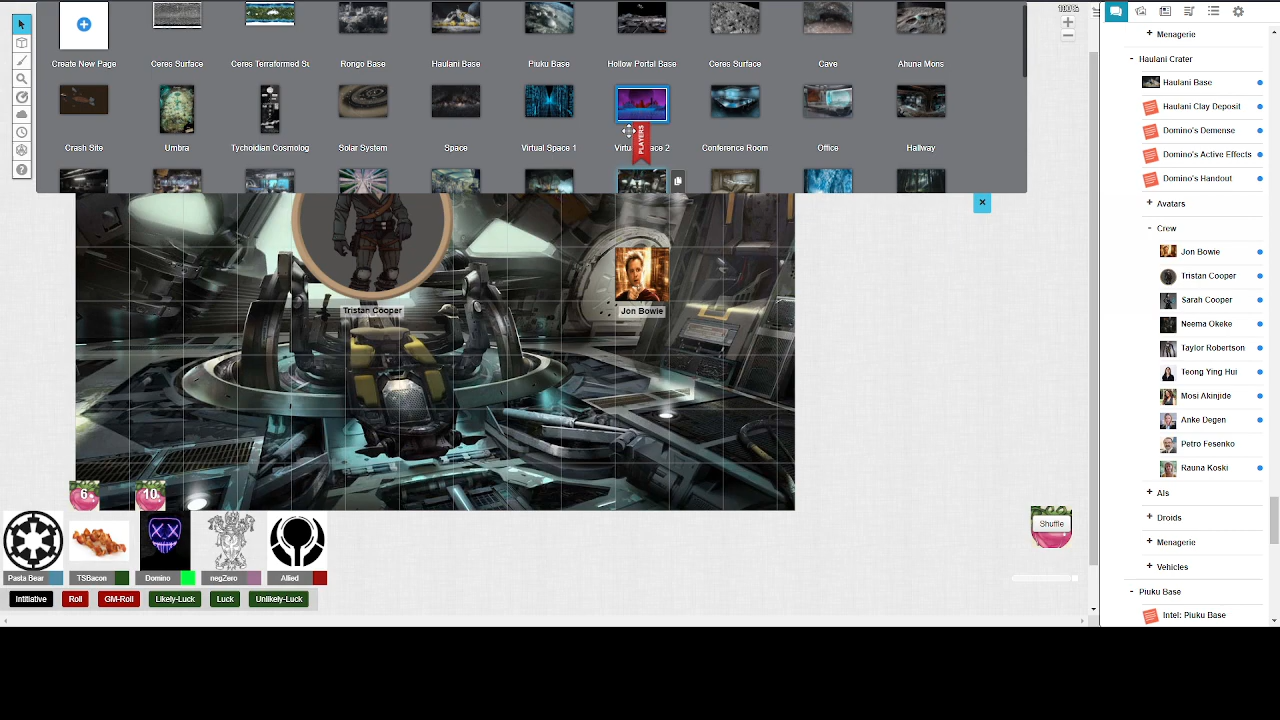 100%
Create New Page
Ceres Surface
Ceres Terraformed Su
Rongo Base
Haulani Base
Piuku Base
Hollow Portal Base
Ceres Surface
Cave
Ahuna Mons
PLAYERS
Crash Site
Umbra
Tychoidian Cosmolog
Solar System
Space
Virtual Space 1
Conference Room
Office
Hallway
Tristan Cooper
Jon Bowie
6
10
Pasta Bear
TSBacon
Domino
negZero
Allied
Intitiative
Roll
GM-Roll
Likely-Luck
Luck
Unlikely-Luck
Shuffle
Menagerie
Haulani Crater
Haulani Base
Haulani Clay Deposit
Domino's Demense
Domino's Active Effects
Domino's Handout
Avatars
Crew
Jon Bowie
Tristan Cooper
Sarah Cooper
Neema Okeke
Taylor Robertson
Teong Ying Hui
Mosi Akinjide
Anke Degen
Petro Fesenko
Rauna Koski
AIs
Droids
Menagerie
Vehicles
Piuku Base
Intel: Piuku Base